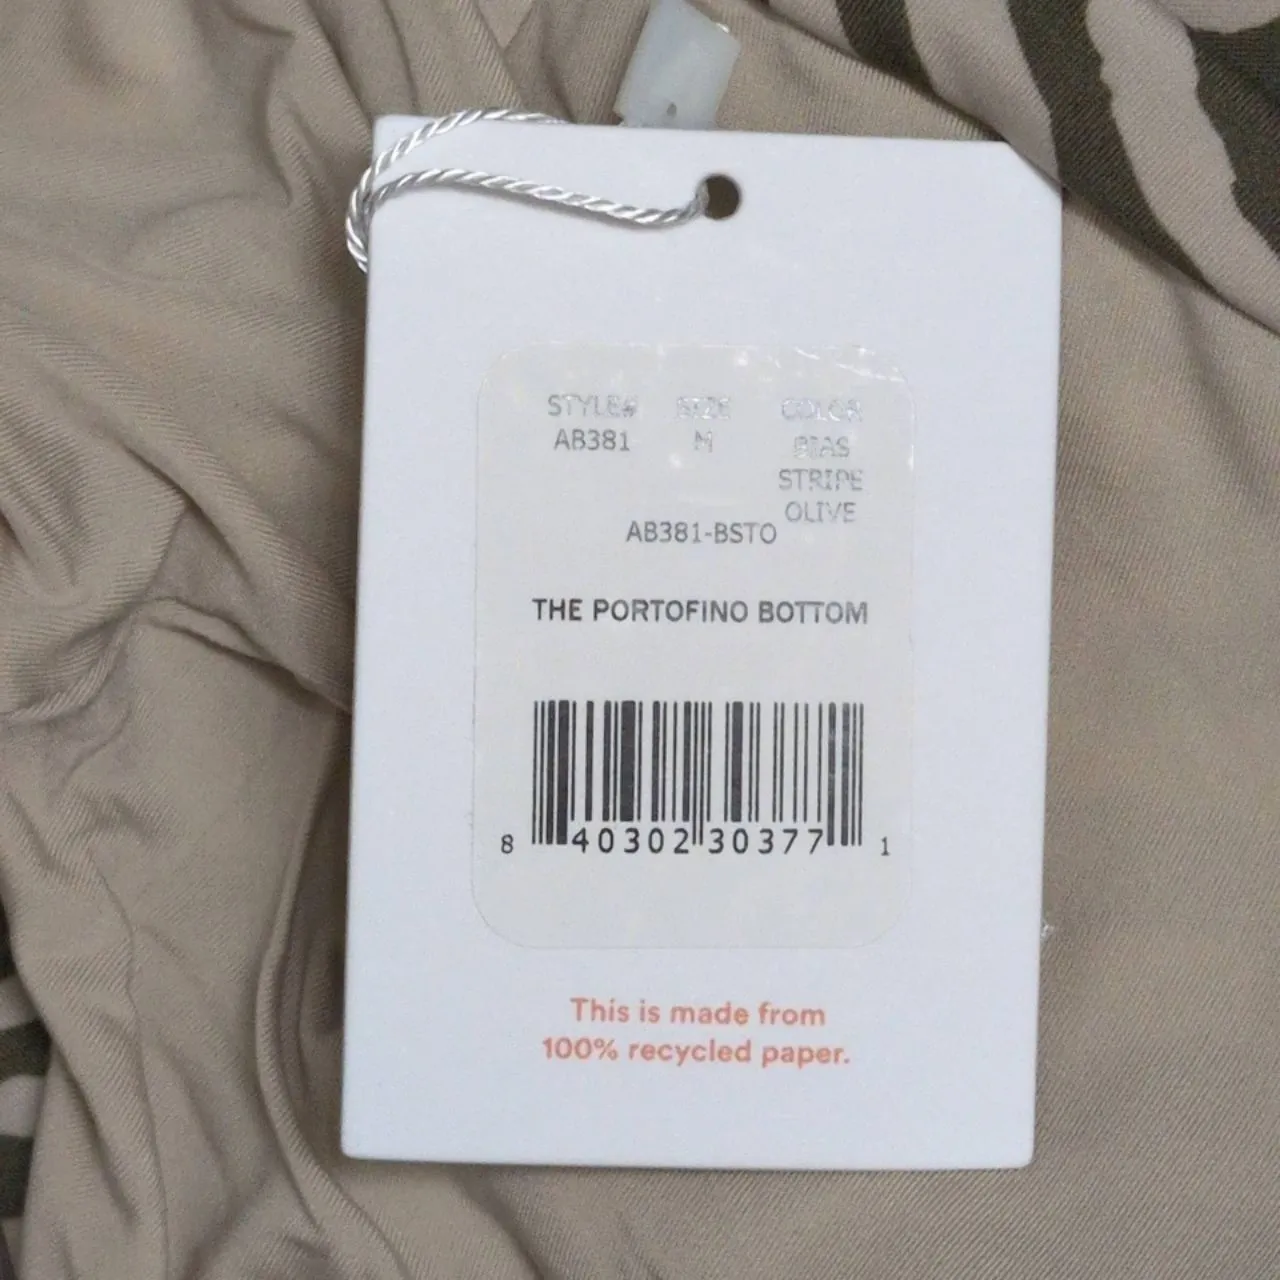 STYLE# SIZE COLOR
AB381 M BIAS
STRIPE
OLIVE
AB381-BSTO
THE PORTOFINO BOTTOM
8 40302 30377 1
This is made from
100% recycled paper.